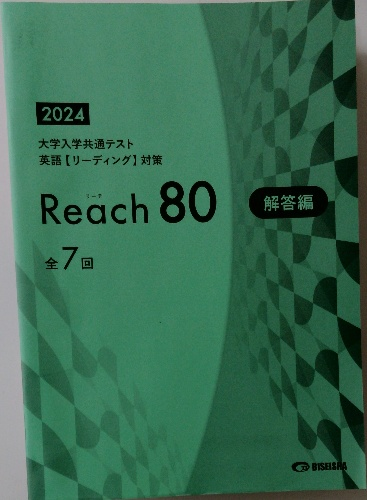 2024
大学入学共通テスト
英語【リーディング】対策
リーチ
Reach 80
解答編
全7回
BISEISHA